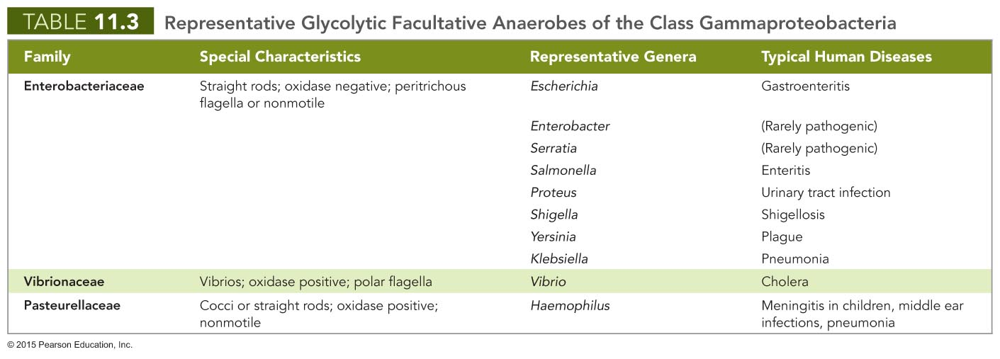 TABLE 11.3 Representative Glycolytic Facultative Anaerobes of the Class Gammaproteobacteria
Family Special Characteristics Representative Genera Typical Human Diseases
Enterobacteriaceae Straight rods; oxidase negative; peritrichous Escherichia Gastroenteritis
flagella or nonmotile
Enterobacter (Rarely pathogenic)
Serratia (Rarely pathogenic)
Salmonella Enteritis
Proteus Urinary tract infection
Shigella Shigellosis
Yersinia Plague
Klebsiella Pneumonia
Vibrionaceae Vibrios; oxidase positive; polar flagella Vibrio Cholera
Pasteurellaceae Cocci or straight rods; oxidase positive; Haemophilus Meningitis in children, middle ear
nonmotile infections, pneumonia
© 2015 Pearson Education, Inc.